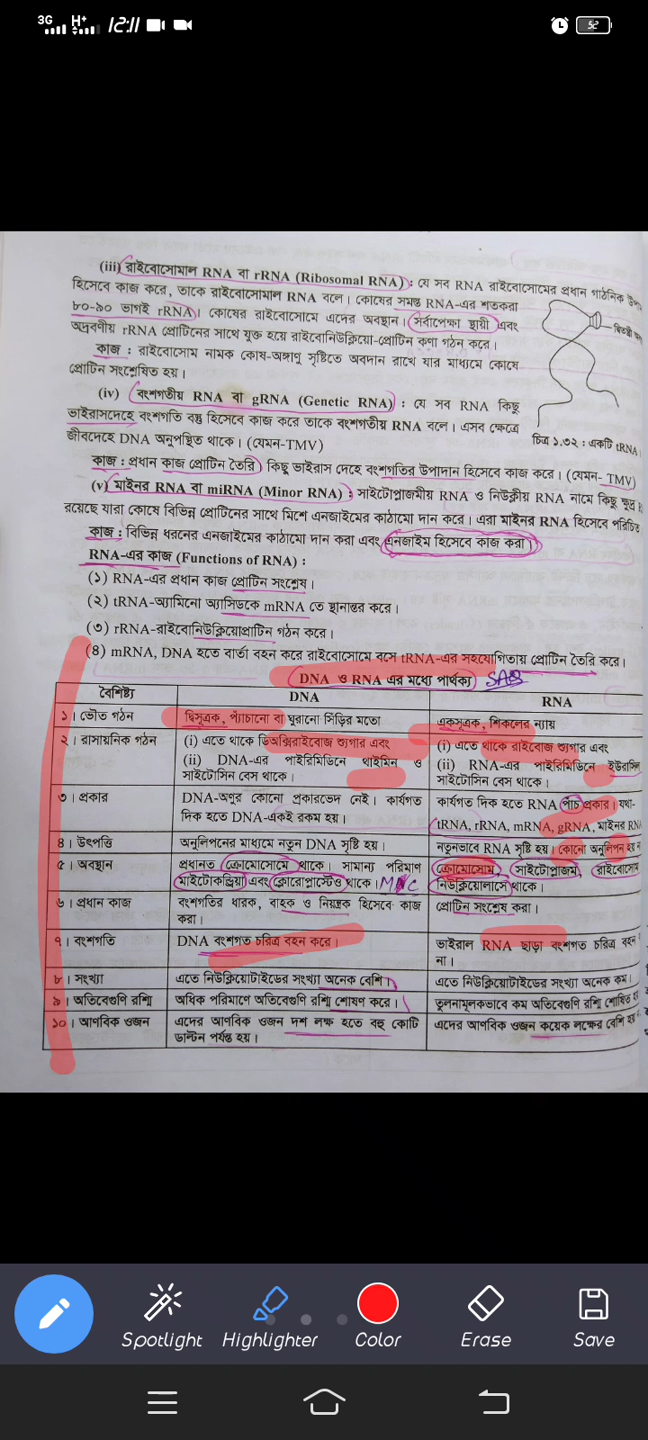 3G H+ 12:11 52
(iii) রাইবোসোমাল RNA বা rRNA (Ribosomal RNA) : যে সব RNA রাইবোসোমের প্রধান গাঠনিক
হিসেবে কাজ করে, তাকে রাইবোসোমাল RNA বলে। কোষের সমস্ত RNA-এর শতকরা
৮০-৯০ ভাগই rRNA। কোষের রাইবোসোমে এদের অবস্থান। সর্বাপেক্ষা স্থায়ী এবং
অদ্রবণীয় rRNA প্রোটিনের সাথে যুক্ত হয়ে রাইবোনিউক্লিয়ো-প্রোটিন কণা গঠন করে।
কাজ : রাইবোসোম নামক কোষ-অঙ্গাণু সৃষ্টিতে অবদান রাখে যার মাধ্যমে কোষে
প্রোটিন সংশ্লেষিত হয়।
(iv) বংশগতীয় RNA বা gRNA (Genetic RNA) : যে সব RNA কিছু
ভাইরাসদেহে বংশগতি বস্তু হিসেবে কাজ করে তাকে বংশগতীয় RNA বলে। এসব ক্ষেত্রে
জীবদেহে DNA অনুপস্থিত থাকে। (যেমন-TMV)
চিত্র ১.৩২ : একটি tRNA
কাজ : প্রধান কাজ প্রোটিন তৈরি কিছু ভাইরাস দেহে বংশগতির উপাদান হিসেবে কাজ করে। (যেমন- TMV)
(v) মাইনর RNA বা miRNA (Minor RNA) : সাইটোপ্লাজমীয় RNA ও নিউক্লীয় RNA নামে কিছু ক্ষুদ্র
রয়েছে যারা কোষে বিভিন্ন প্রোটিনের সাথে মিশে এনজাইমের কাঠামো দান করে। এরা মাইনর RNA হিসেবে পরিচিত
কাজ : বিভিন্ন ধরনের এনজাইমের কাঠামো দান করা এবং এনজাইম হিসেবে কাজ করা।
RNA-এর কাজ (Functions of RNA) :
(১) RNA-এর প্রধান কাজ প্রোটিন সংশ্লেষ।
(২) tRNA-অ্যামিনো অ্যাসিডকে mRNA তে স্থানান্তর করে।
(৩) rRNA-রাইবোনিউক্লিয়োপ্রোটিন গঠন করে।
(৪) mRNA, DNA হতে বার্তা বহন করে রাইবোসোমে বসে tRNA-এর সহযোগিতায় প্রোটিন তৈরি করে।
DNA ও RNA এর মধ্যে পার্থক্য
বৈশিষ্ট্য DNA RNA
১। ভৌত গঠন দ্বিসূত্রক, প্যাঁচানো বা ঘুরানো সিঁড়ির মতো একসূত্রক, শিকলের ন্যায়
২। রাসায়নিক গঠন (i) এতে থাকে ডিঅক্সিরাইবোজ শ্যুগার এবং (i) এতে থাকে রাইবোজ শ্যুগার এবং
(ii) DNA-এর পাইরিমিডিনে থাইমিন ও (ii) RNA-এর পাইরিমিডিনে
সাইটোসিন বেস থাকে। সাইটোসিন বেস থাকে।
৩। প্রকার DNA-অণুর কোনো প্রকারভেদ নেই। কার্যগত কার্যগত দিক হতে RNA পাঁচ প্রকার। যথা-
দিক হতে DNA-একই রকম হয়। tRNA, rRNA, mRNA, gRNA, মাইনর RNA
৪। উৎপত্তি অনুলিপনের মাধ্যমে নতুন DNA সৃষ্টি হয়। নতুনভাবে RNA সৃষ্টি হয়। কোনো অনুলিপন হয়
৫। অবস্থান প্রধানত ক্রোমোসোমে থাকে। সামান্য পরিমাণ ক্রোমোসোম, সাইটোপ্লাজম,
মাইটোকন্ড্রিয়া এবং ক্লোরোপ্লাস্টেও থাকে। নিউক্লিয়োলাসে থাকে।
৬। প্রধান কাজ বংশগতির ধারক, বাহক ও নিয়ন্ত্রক হিসেবে কাজ প্রোটিন সংশ্লেষ করা।
করা।
৭। বংশগতি DNA বংশগত চরিত্র বহন করে। ভাইরাল RNA ছাড়া বংশগত চরিত্র বহন
না।
৮। সংখ্যা এতে নিউক্লিয়োটাইডের সংখ্যা অনেক বেশি। এতে নিউক্লিয়োটাইডের সংখ্যা অনেক কম।
৯। অতিবেগুণি রশ্মি অধিক পরিমাণে অতিবেগুণি রশ্মি শোষণ করে। তুলনামূলকভাবে কম অতিবেগুণি রশ্মি শোষিত হয়
১০। আণবিক ওজন এদের আণবিক ওজন দশ লক্ষ হতে বহু কোটি এদের আণবিক ওজন কয়েক লক্ষের বেশি হয়
ডাল্টন পর্যন্ত হয়।
Spotlight Highlighter Color Erase Save